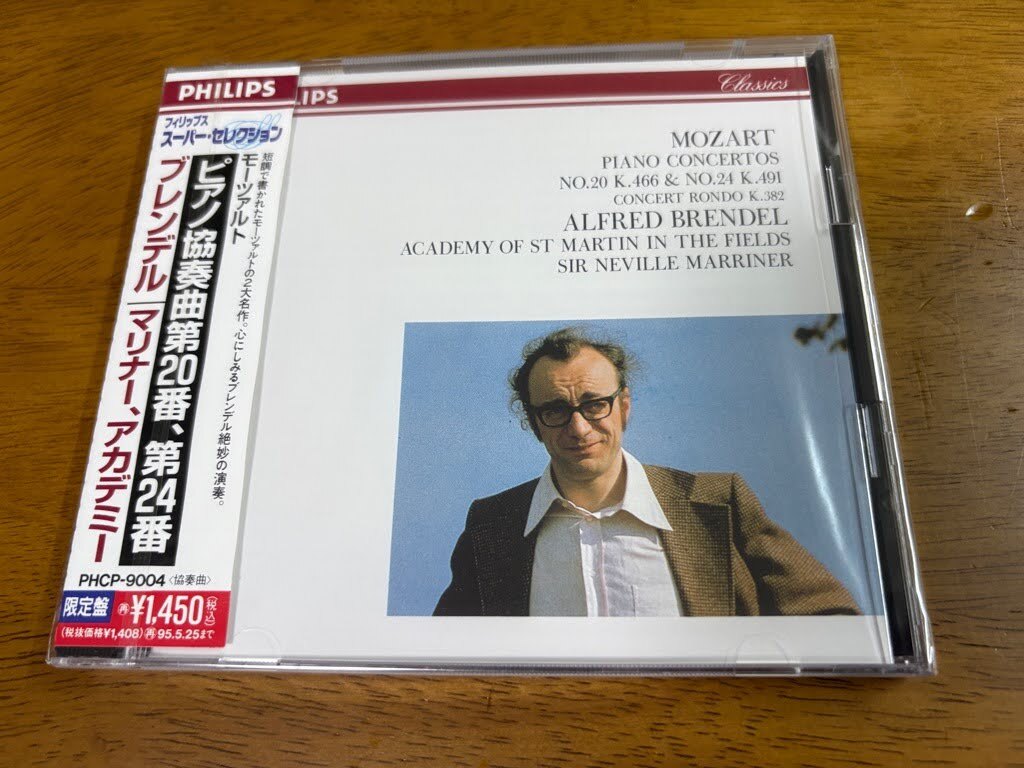 PHILIPS
フィリップス
スーパー・セレクション
短調で書かれたモーツァルトの2大名作。心にしみるブレンデル絶妙の演奏。
モーツァルト
ピアノ協奏曲第20番、第24番
ブレンデル|マリナー、アカデミー
PHCP-9004〈協奏曲〉
限定盤 再¥1,450(税込)
(税抜価格¥1,408)再95.5.25まで
LIPS
Classics
MOZART
PIANO CONCERTOS
NO.20 K.466 & NO.24 K.491
CONCERT RONDO K.382
ALFRED BRENDEL
ACADEMY OF ST MARTIN IN THE FIELDS
SIR NEVILLE MARRINER